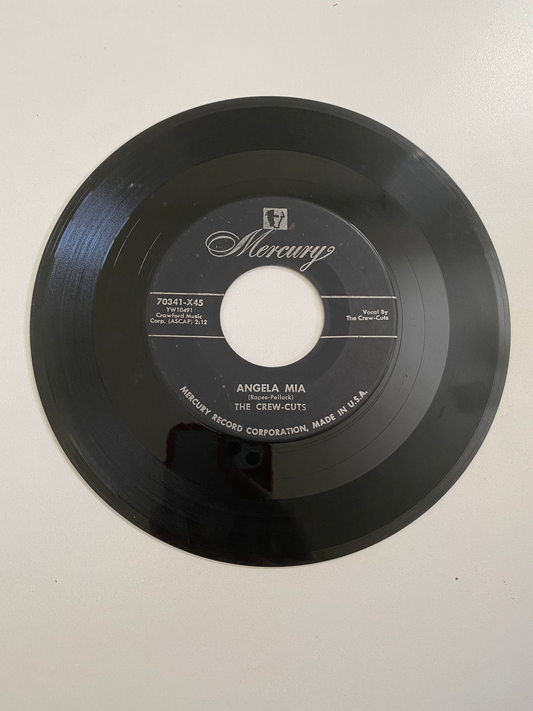 Mercury
70341-X45
YW10491
Crawford Music
Corp. (ASCAP) 2:12
Vocal By
The Crew-Cuts
ANGELA MIA
(Rapee-Pollack)
THE CREW-CUTS
MERCURY RECORD CORPORATION, MADE IN U.S.A.